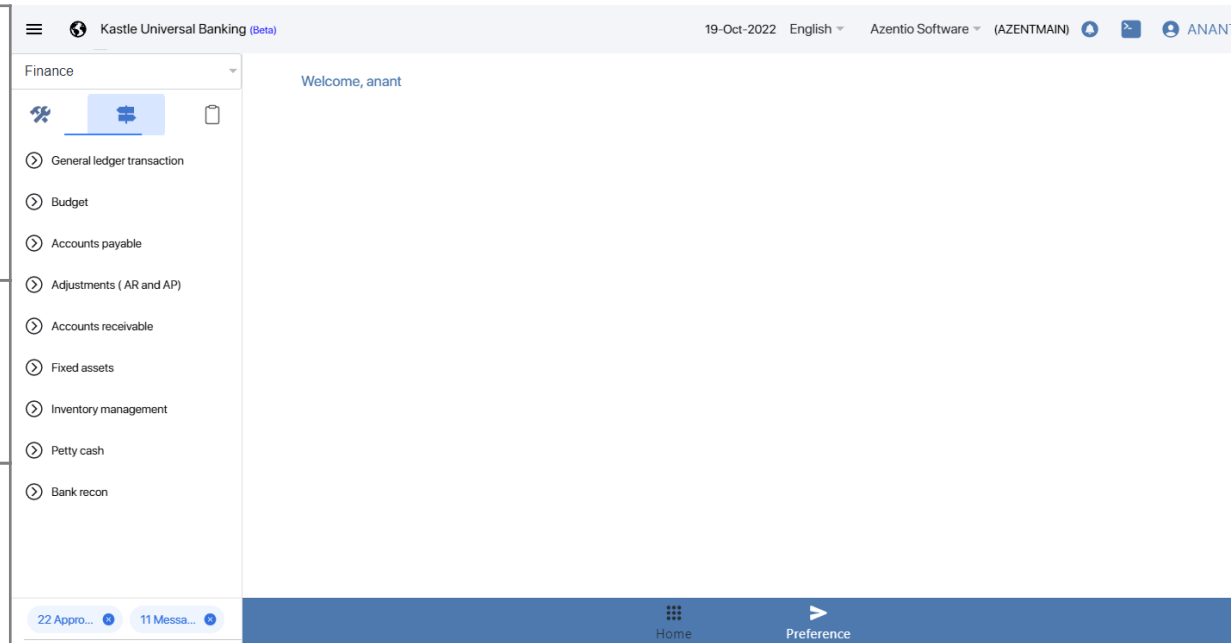 Kastle Universal Banking (Beta)
19-Oct-2022 English Azentio Software (AZENTMAIN) ANANT
Finance
Welcome, anant
General ledger transaction
Budget
Accounts payable
Adjustments ( AR and AP)
Accounts receivable
Fixed assets
Inventory management
Petty cash
Bank recon
22 Appro... 11 Messa...
Home Preference